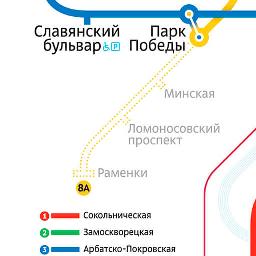 Славянский
бульвар P
Парк
Победы
Минская
Ломоносовский
проспект
Раменки
8А
1 Сокольническая
2 Замоскворецкая
3 Арбатско-Покровская